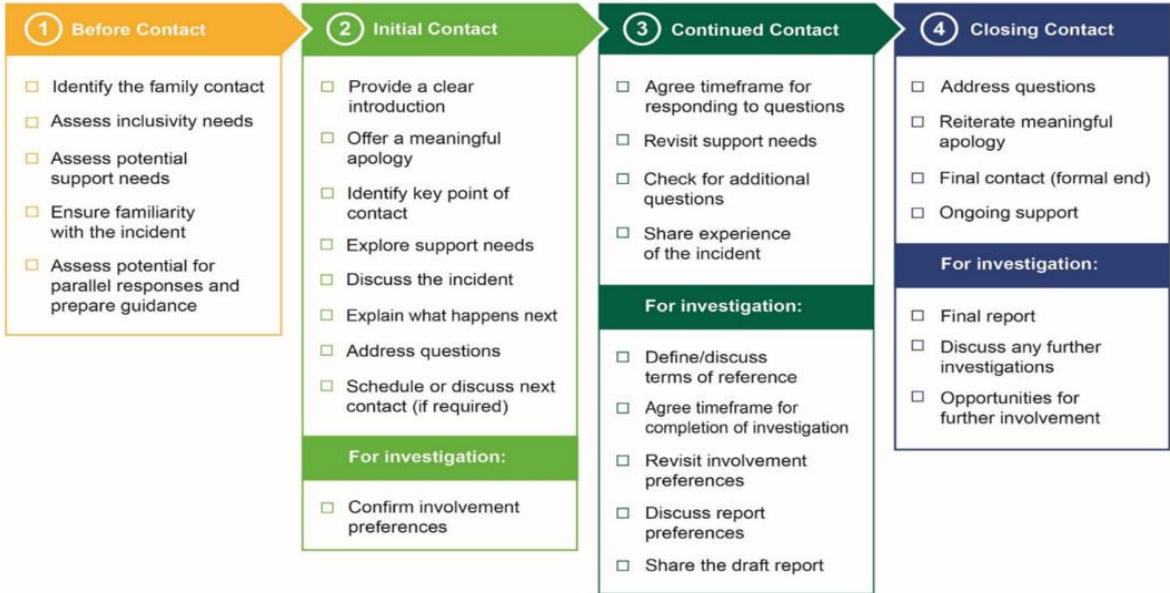 1 Before Contact
Identify the family contact
Assess inclusivity needs
Assess potential
support needs
Ensure familiarity
with the incident
Assess potential for
parallel responses and
prepare guidance
2 Initial Contact
Provide a clear
introduction
Offer a meaningful
apology
Identify key point of
contact
Explore support needs
Discuss the incident
Explain what happens next
Address questions
Schedule or discuss next
contact (if required)
For investigation:
Confirm involvement
preferences
3 Continued Contact
Agree timeframe for
responding to questions
Revisit support needs
Check for additional
questions
Share experience
of the incident
For investigation:
Define/discuss
terms of reference
Agree timeframe for
completion of investigation
Revisit involvement
preferences
Discuss report
preferences
Share the draft report
4 Closing Contact
Address questions
Reiterate meaningful
apology
Final contact (formal end)
Ongoing support
For investigation:
Final report
Discuss any further
investigations
Opportunities for
further involvement